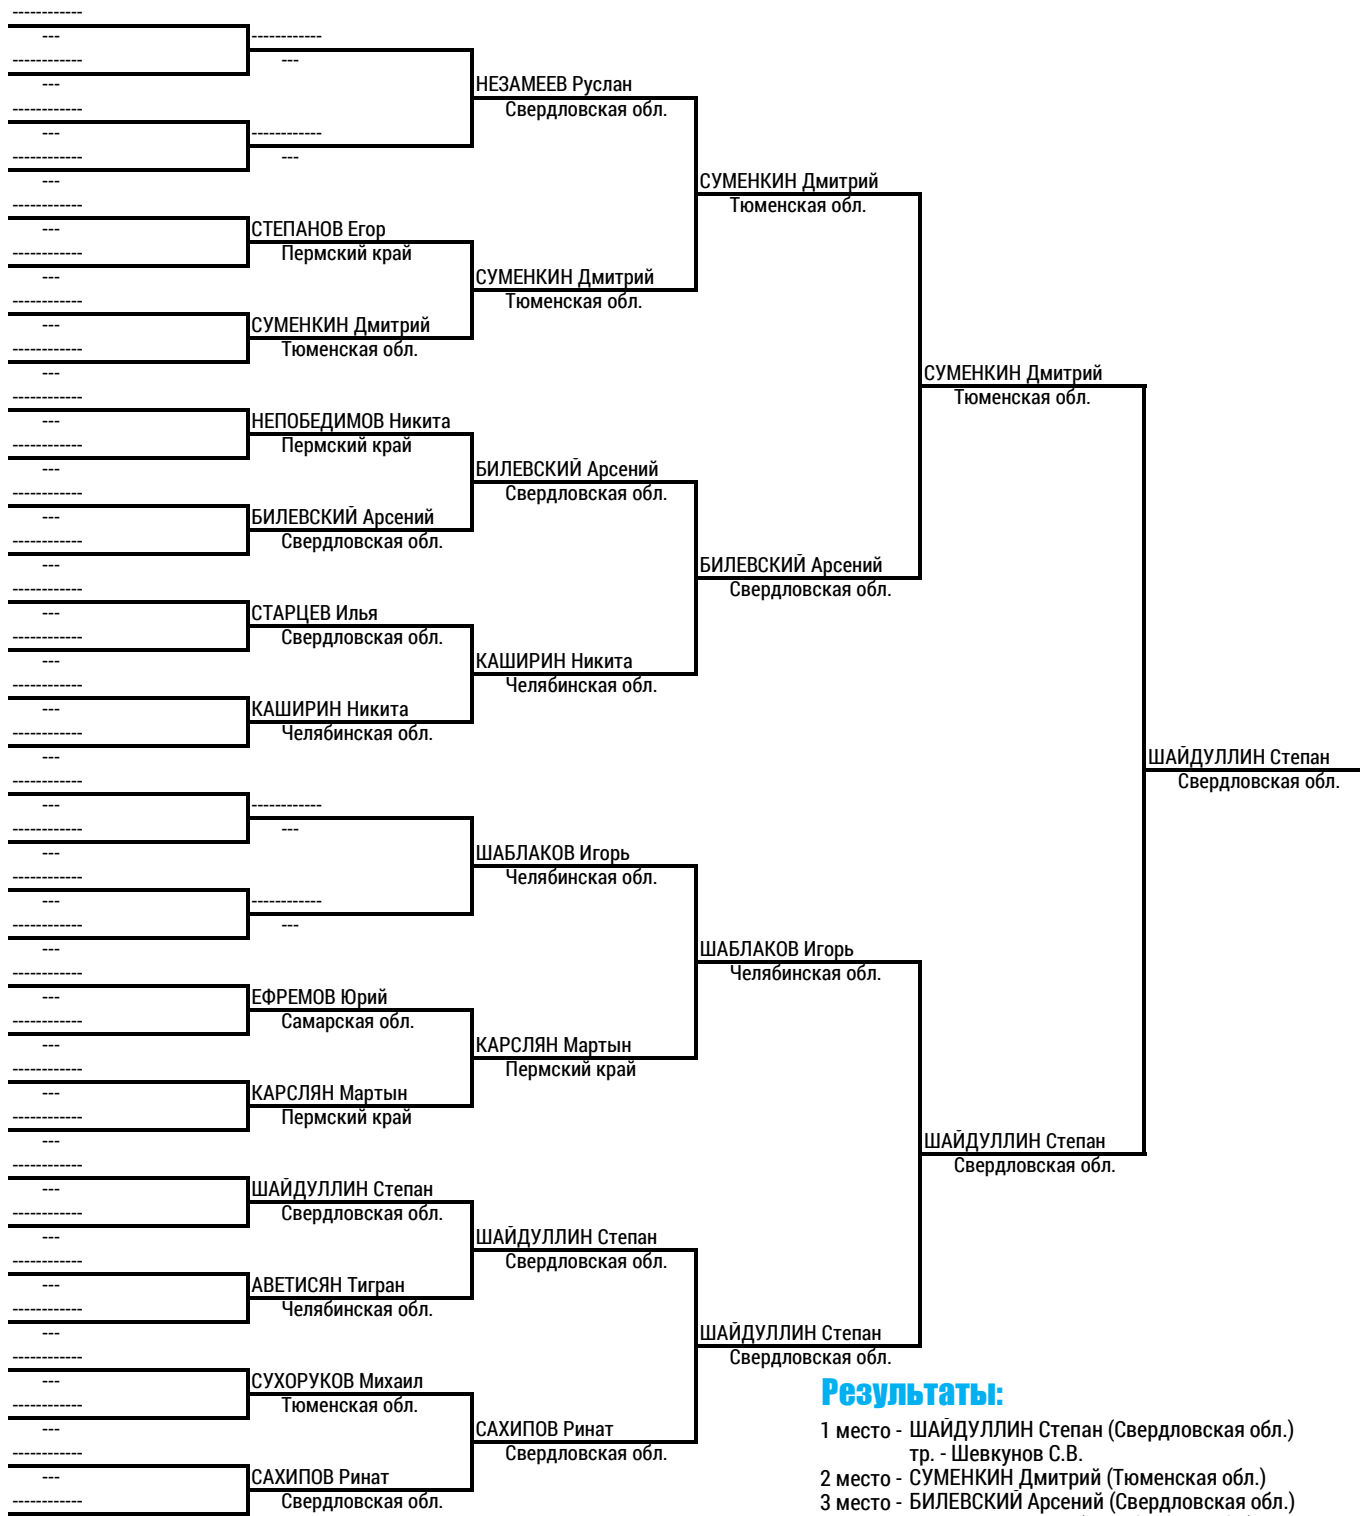 ------------
---
------------
---
------------
---
------------
---
------------
---
------------
---
------------
---
------------
---
------------
---
------------
---
------------
---
------------
---
------------
---
------------
---
------------
---
------------
---
------------
---
------------
---
------------
---
------------
---
------------
---
------------
---
------------
---
------------
---
------------
---
------------
---
------------
---
------------
---
------------
---
------------
---
------------
---
------------
------------
---
------------
---
СТЕПАНОВ Егор
Пермский край
СУМЕНКИН Дмитрий
Тюменская обл.
НЕПОБЕДИМОВ Никита
Пермский край
БИЛЕВСКИЙ Арсений
Свердловская обл.
СТАРЦЕВ Илья
Свердловская обл.
КАШИРИН Никита
Челябинская обл.
------------
---
------------
---
ЕФРЕМОВ Юрий
Самарская обл.
КАРСЛЯН Мартын
Пермский край
ШАЙДУЛЛИН Степан
Свердловская обл.
АВЕТИСЯН Тигран
Челябинская обл.
СУХОРУКОВ Михаил
Тюменская обл.
САХИПОВ Ринат
Свердловская обл.
НЕЗАМЕЕВ Руслан
Свердловская обл.
СУМЕНКИН Дмитрий
Тюменская обл.
БИЛЕВСКИЙ Арсений
Свердловская обл.
КАШИРИН Никита
Челябинская обл.
ШАБЛАКОВ Игорь
Челябинская обл.
КАРСЛЯН Мартын
Пермский край
ШАЙДУЛЛИН Степан
Свердловская обл.
САХИПОВ Ринат
Свердловская обл.
СУМЕНКИН Дмитрий
Тюменская обл.
БИЛЕВСКИЙ Арсений
Свердловская обл.
ШАБЛАКОВ Игорь
Челябинская обл.
ШАЙДУЛЛИН Степан
Свердловская обл.
СУМЕНКИН Дмитрий
Тюменская обл.
ШАЙДУЛЛИН Степан
Свердловская обл.
ШАЙДУЛЛИН Степан
Свердловская обл.
Результаты:
1 место - ШАЙДУЛЛИН Степан (Свердловская обл.)
тр. - Шевкунов С.В.
2 место - СУМЕНКИН Дмитрий (Тюменская обл.)
3 место - БИЛЕВСКИЙ Арсений (Свердловская обл.)